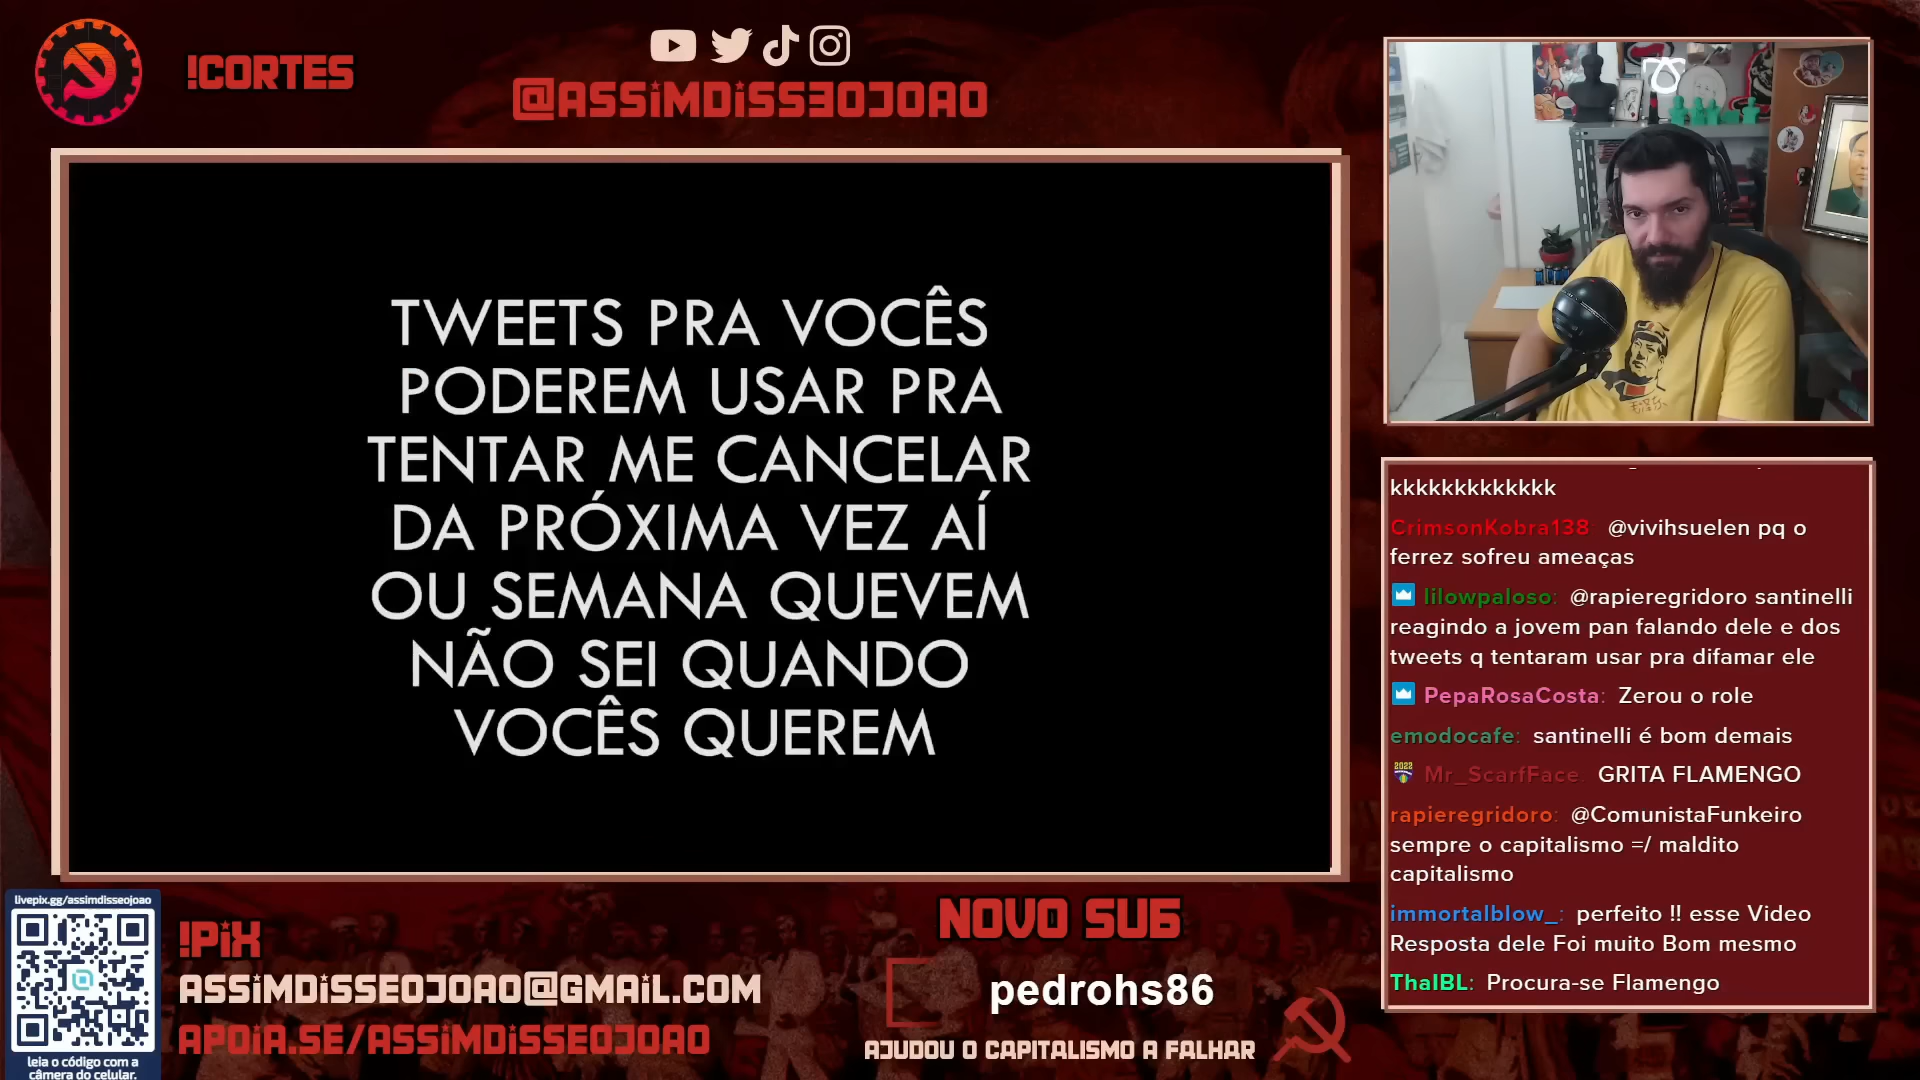 !CORTES
@ASSIMDISSEOJOAO
TWEETS PRA VOCÊS
PODEREM USAR PRA
TENTAR ME CANCELAR
DA PRÓXIMA VEZ AÍ
OU SEMANA QUEVEM
NÃO SEI QUANDO
VOCÊS QUEREM
kkkkkkkkkkkkk
CrimsonKobra138: @vivihsuelen pq o
ferrez sofreu ameaças
lilowpaloso: @rapieregridoro santinelli
reagindo a jovem pan falando dele e dos
tweets q tentaram usar pra difamar ele
PepaRosaCosta: Zerou o role
emodocafe: santinelli é bom demais
2022
Mr_ScarfFace: GRITA FLAMENGO
rapieregridoro: @ComunistaFunkeiro
sempre o capitalismo =/ maldito
capitalismo
immortalblow_: perfeito !! esse Video
Resposta dele Foi muito Bom mesmo
ThalBL: Procura-se Flamengo
livepix.gg/assimdisseojoao
leia o código com a
câmera do celular.
!PIX
ASSIMDISSEOJOAO@GMAIL.COM
APOIA.SE/ASSIMDISSEOJOAO
NOVO SUB
pedrohs86
AJUDOU O CAPITALISMO A FALHAR